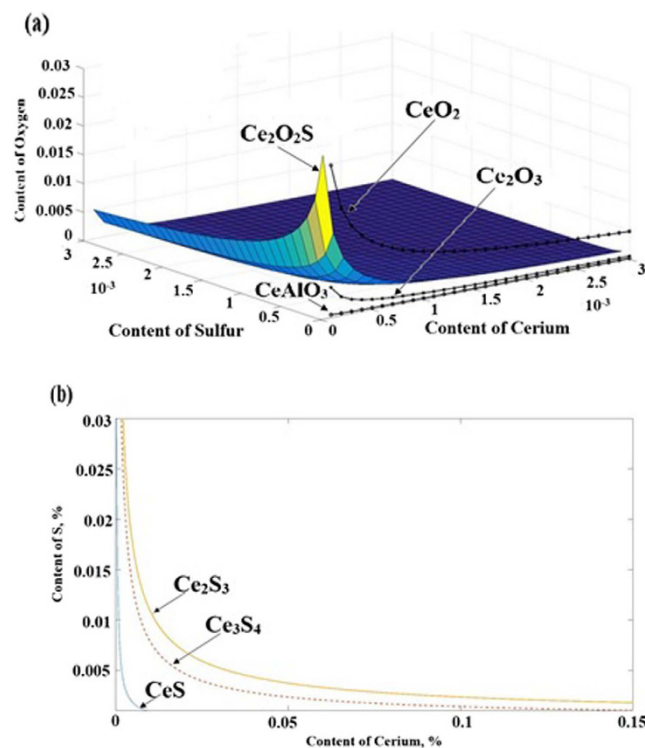 (a)
0.03
0.025
0.02
0.015
0.01
0.005
0
Content of Oxygen
Ce2O2S
CeO2
Ce2O3
CeAlO3
3
2.5
2
1.5
1
0.5
0
10-3
Content of Sulfur
0
0.5
1
1.5
2
2.5
3
10-3
Content of Cerium
(b)
0.03
0.025
0.02
0.015
0.01
0.005
Content of S, %
Ce2S3
Ce3S4
CeS
0
0.05
0.1
0.15
Content of Cerium, %